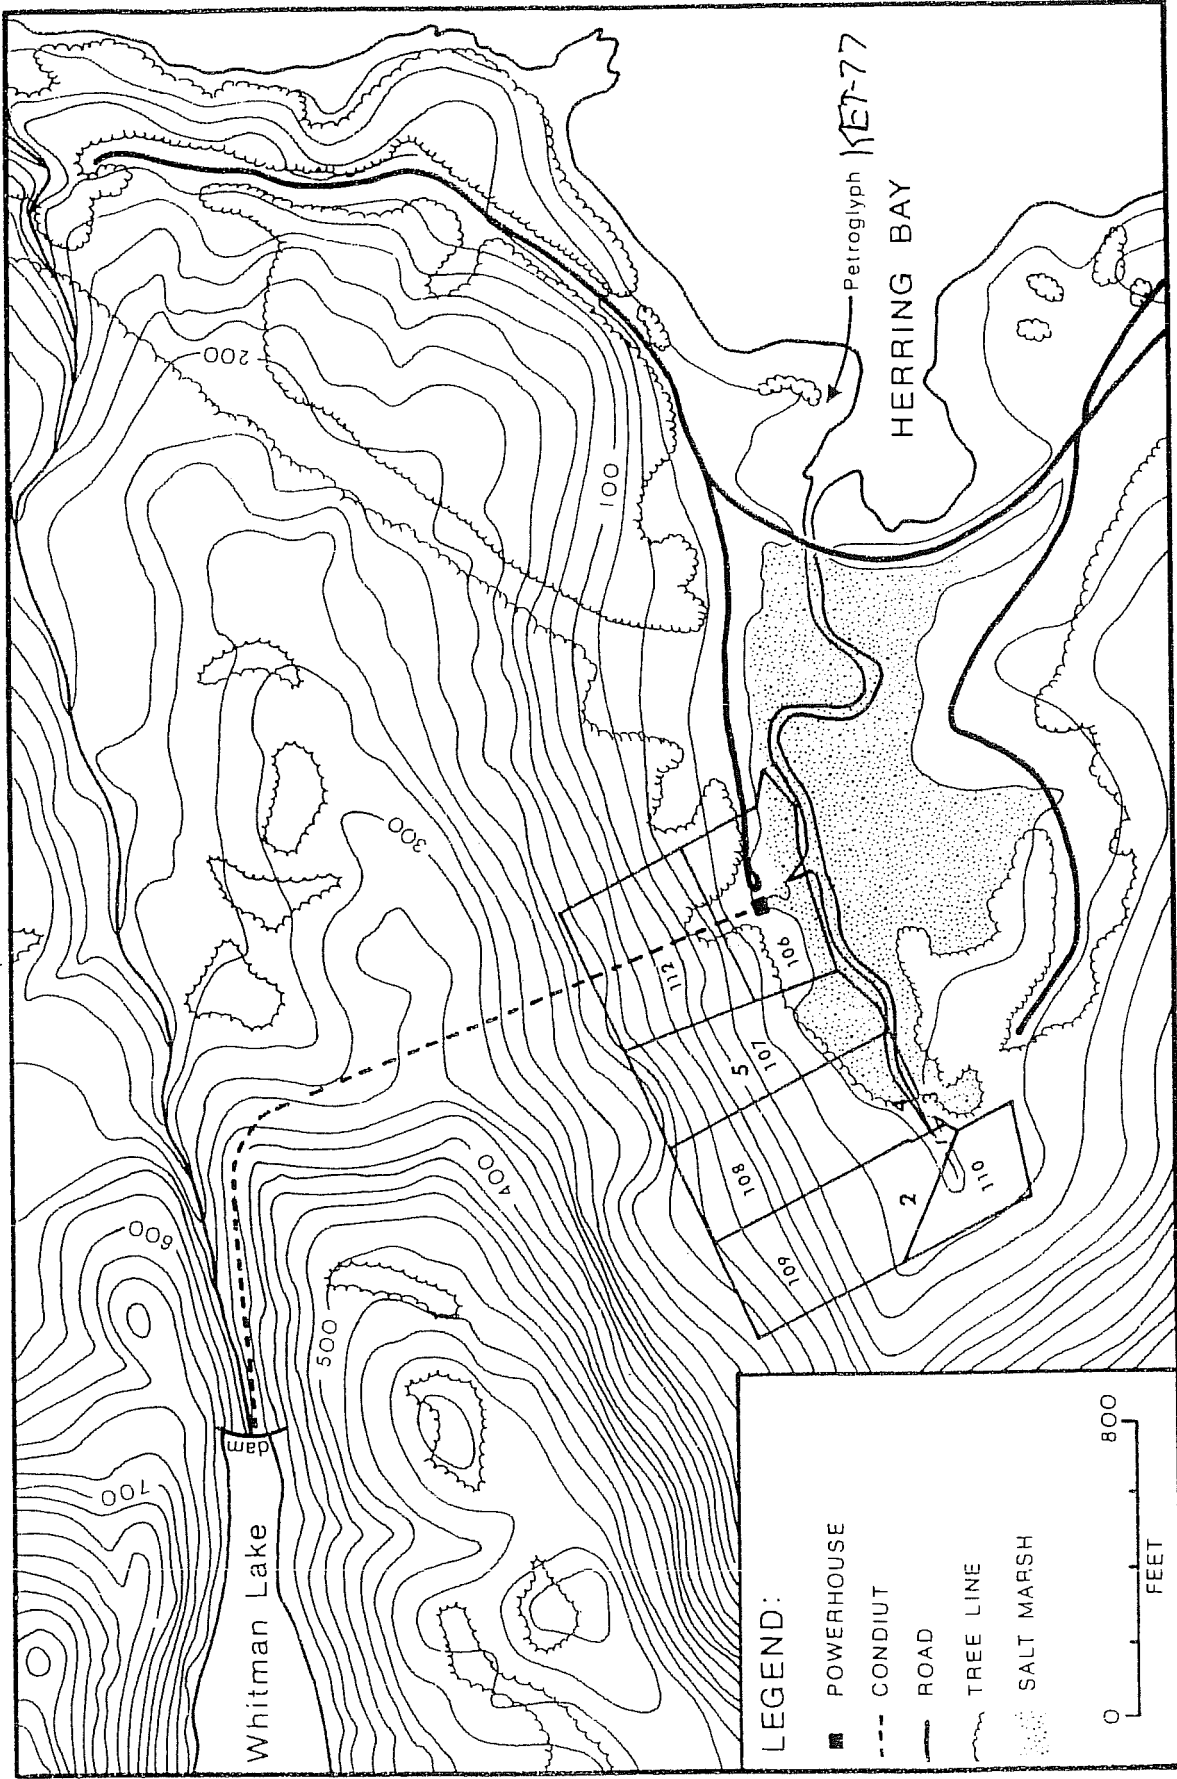 Whitman Lake
dam
700
600
500
400
300
200
100
112
106
107
5
108
109
2
110
1
3
4
Petroglyph KET-77
HERRING BAY
LEGEND:
POWERHOUSE
CONDIUT
ROAD
TREE LINE
SALT MARSH
0 800
FEET